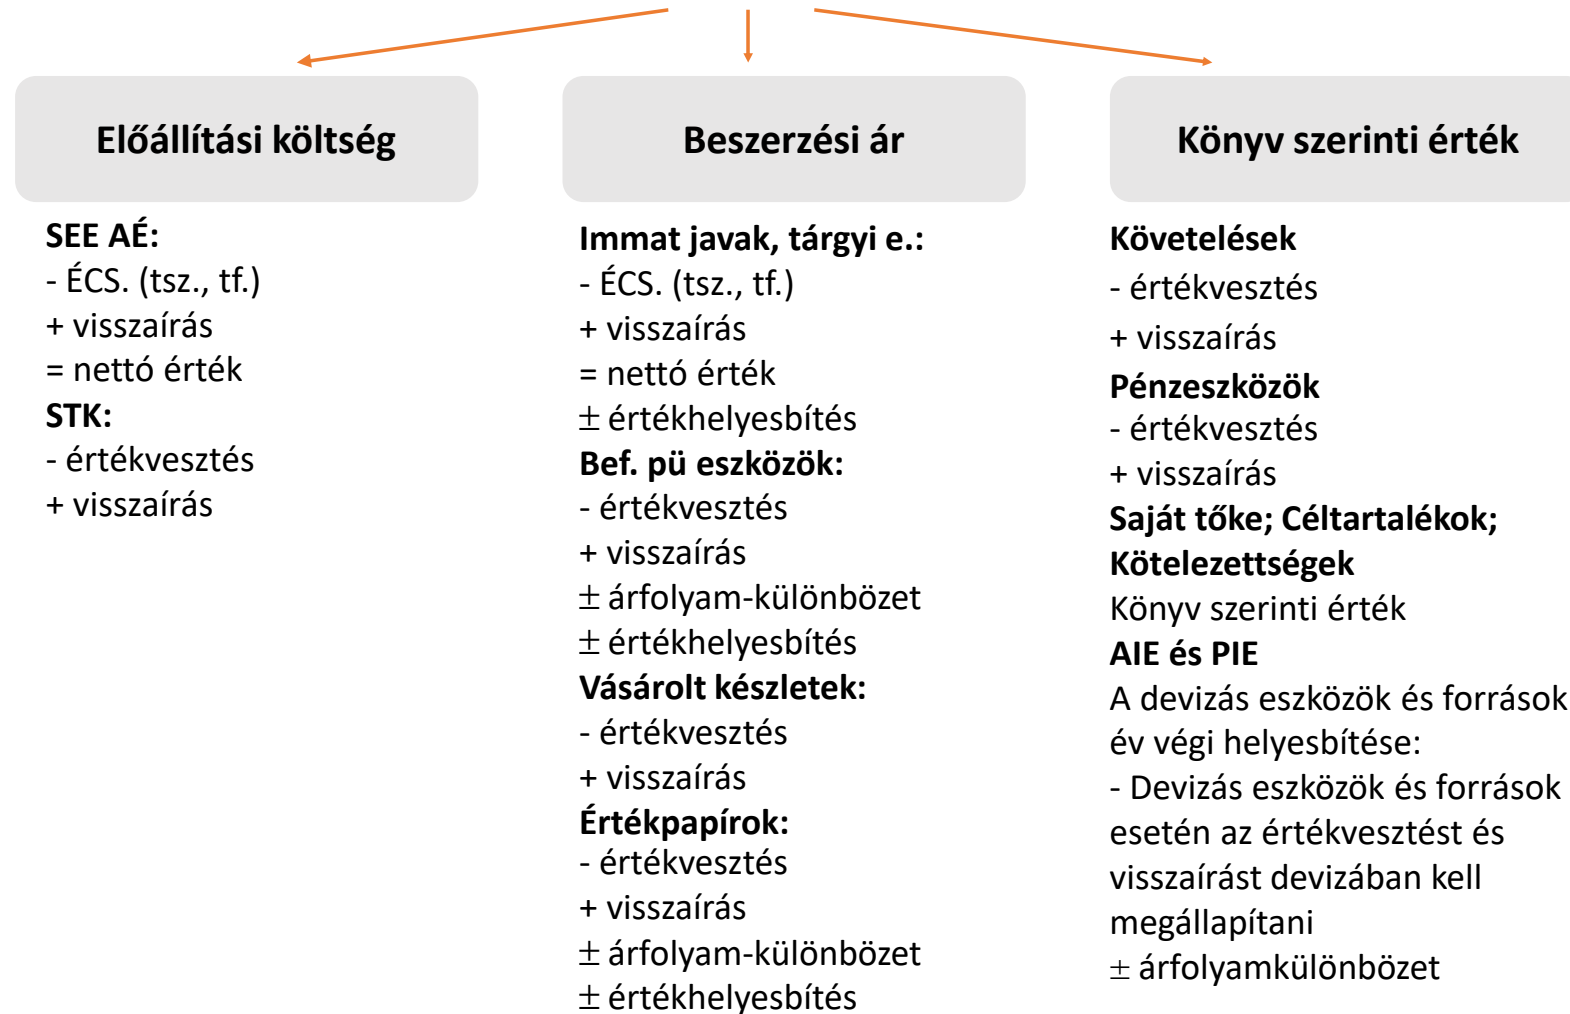 Előállítási költség
SEE AÉ:
- ÉCS. (tsz., tf.)
+ visszaírás
= nettó érték
STK:
- értékvesztés
+ visszaírás
Beszerzési ár
Immat javak, tárgyi e.:
- ÉCS. (tsz., tf.)
+ visszaírás
= nettó érték
± értékhelyesbítés
Bef. pü eszközök:
- értékvesztés
+ visszaírás
± árfolyam-különbözet
± értékhelyesbítés
Vásárolt készletek:
- értékvesztés
+ visszaírás
Értékpapírok:
- értékvesztés
+ visszaírás
± árfolyam-különbözet
± értékhelyesbítés
Könyv szerinti érték
Követelések
- értékvesztés
+ visszaírás
Pénzeszközök
- értékvesztés
+ visszaírás
Saját tőke; Céltartalékok;
Kötelezettségek
Könyv szerinti érték
AIE és PIE
A devizás eszközök és források
év végi helyesbítése:
- Devizás eszközök és források
esetén az értékvesztést és
visszaírást devizában kell
megállapítani
± árfolyamkülönbözet